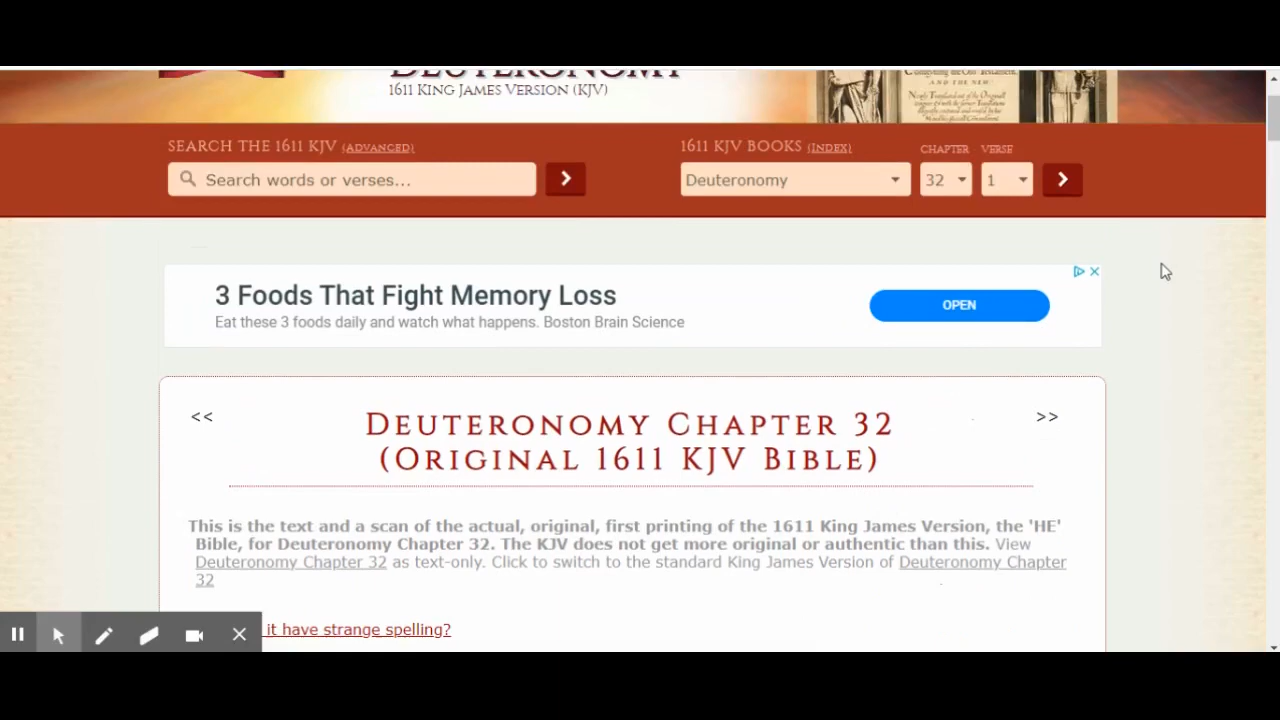 DEUTERONOMY
1611 KING JAMES VERSION (KJV)
AND THE NEW
SEARCH THE 1611 KJV (ADVANCED)
Search words or verses...
1611 KJV BOOKS (INDEX)
CHAPTER
VERSE
Deuteronomy
32
1
3 Foods That Fight Memory Loss
Eat these 3 foods daily and watch what happens. Boston Brain Science
OPEN
<<
DEUTERONOMY CHAPTER 32
>>
(ORIGINAL 1611 KJV BIBLE)
This is the text and a scan of the actual, original, first printing of the 1611 King James Version, the 'HE'
Bible, for Deuteronomy Chapter 32. The KJV does not get more original or authentic than this. View
Deuteronomy Chapter 32 as text-only. Click to switch to the standard King James Version of Deuteronomy Chapter
32
it have strange spelling?